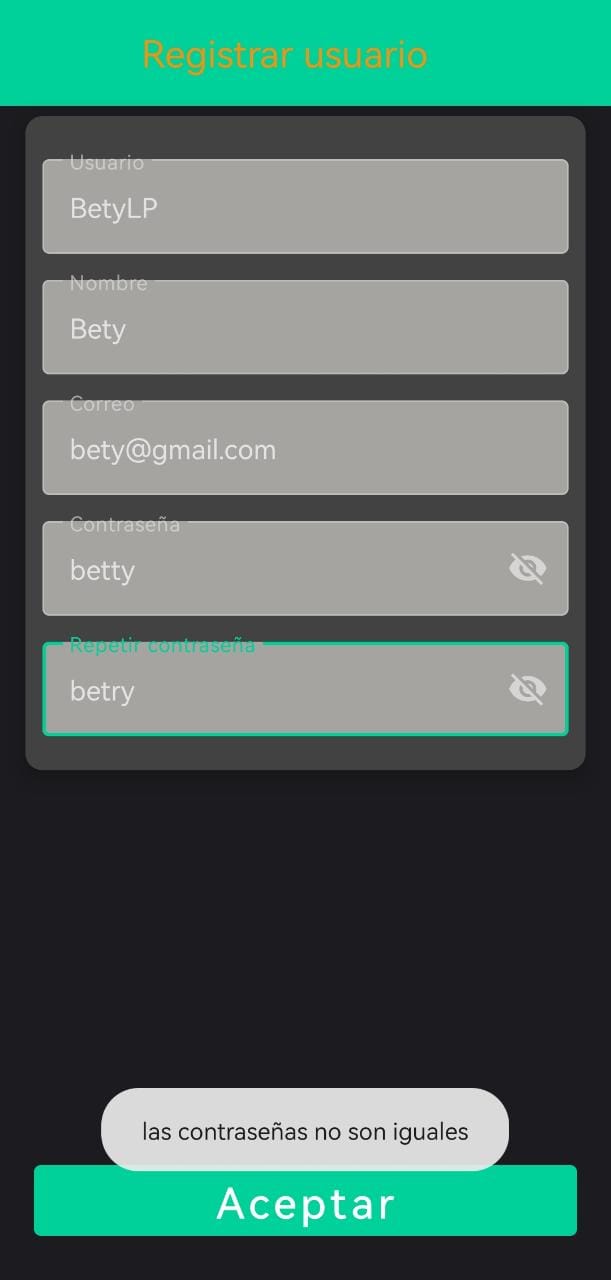 Registrar usuario
Usuario
BetyLP
Nombre
Bety
Correo
bety@gmail.com
Contraseña
betty
Repetir contraseña
betry
las contraseñas no son iguales
Aceptar